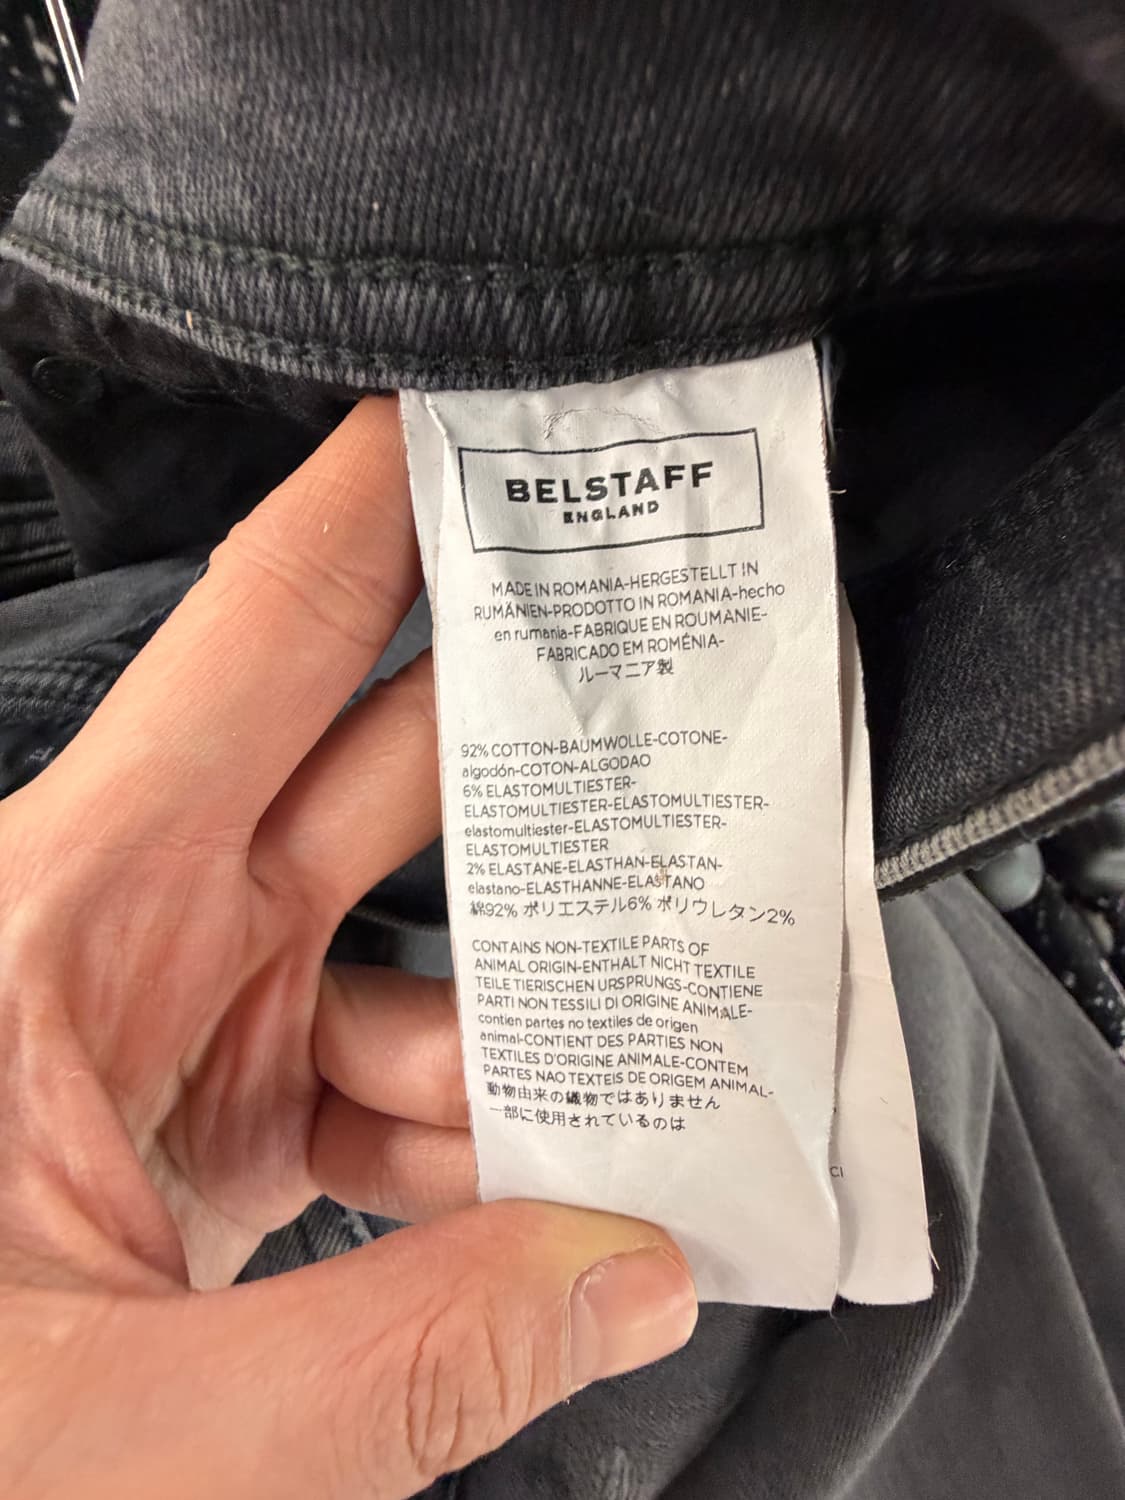 BELSTAFF
ENGLAND
MADE IN ROMANIA-HERGESTELLT IN
RUMÄNIEN-PRODOTTO IN ROMANIA-hecho
en rumania-FABRIQUE EN ROUMANIE-
FABRICADO EM ROMÉNIA-
ルーマニア製
92% COTTON-BAUMWOLLE-COTONE-
algodón-COTON-ALGODAO
6% ELASTOMULTIESTER-
ELASTOMULTIESTER-ELASTOMULTIESTER-
elastomultiester-ELASTOMULTIESTER-
ELASTOMULTIESTER
2% ELASTANE-ELASTHAN-ELASTAN-
elastano-ELASTHANNE-ELASTANO
綿92% ポリエステル6% ポリウレタン2%
CONTAINS NON-TEXTILE PARTS OF
ANIMAL ORIGIN-ENTHALT NICHT TEXTILE
TEILE TIERISCHEN URSPRUNGS-CONTIENE
PARTI NON TESSILI DI ORIGINE ANIMALE-
contien partes no textiles de origen
animal-CONTIENT DES PARTIES NON
TEXTILES D'ORIGINE ANIMALE-CONTEM
PARTES NAO TEXTEIS DE ORIGEM ANIMAL-
動物由来の織物ではありません
一部に使用されているのは
CI